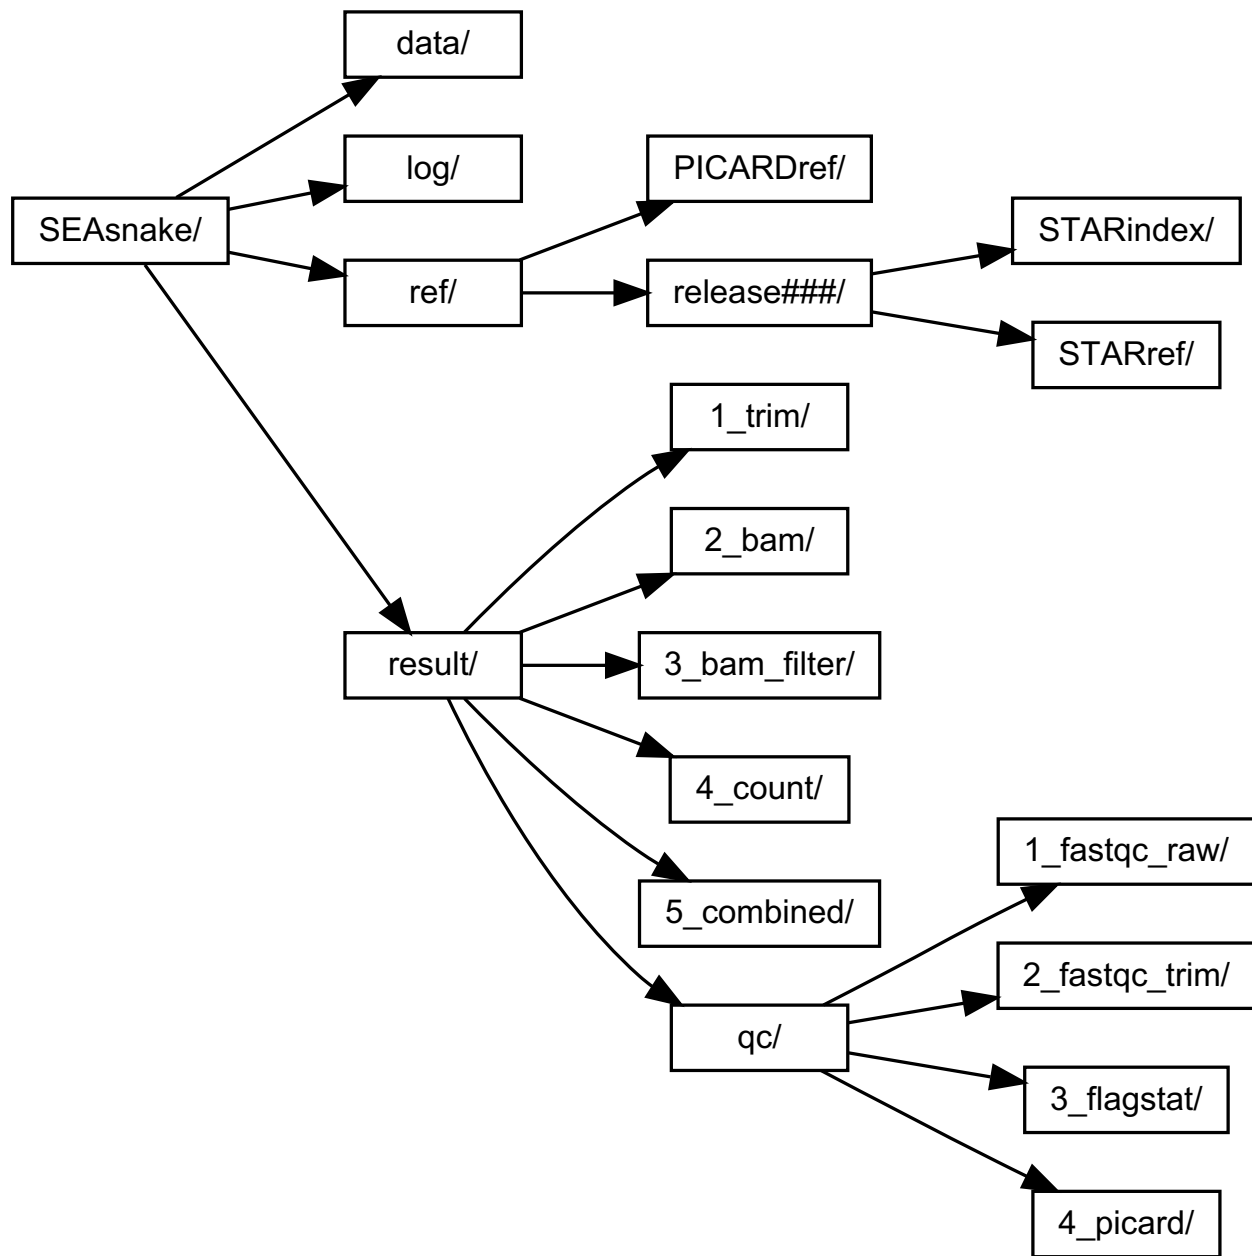 data/
log/
PICARDref/
SEAsnake/
STARindex/
ref/
release###/
STARref/
1_trim/
2_bam/
result/
3_bam_filter/
4_count/
1_fastqc_raw/
5_combined/
2_fastqc_trim/
qc/
3_flagstat/
4_picard/